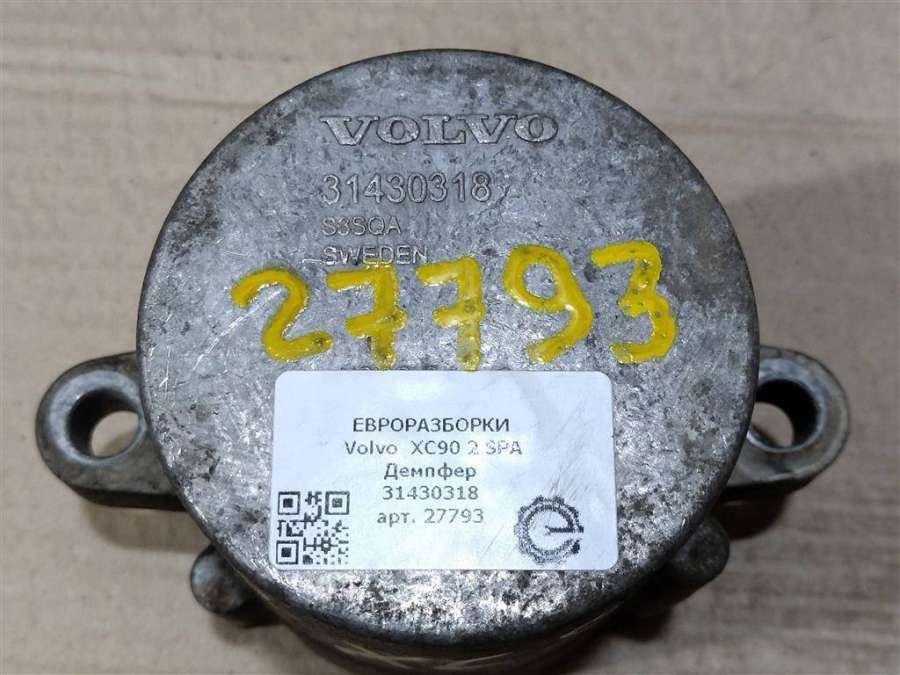 VOLVO
31430318
S3SQA
SWEDEN
27793
ЕВРОРАЗБОРКИ
Volvo XC90 2 SPA
Демпфер
31430318
арт. 27793